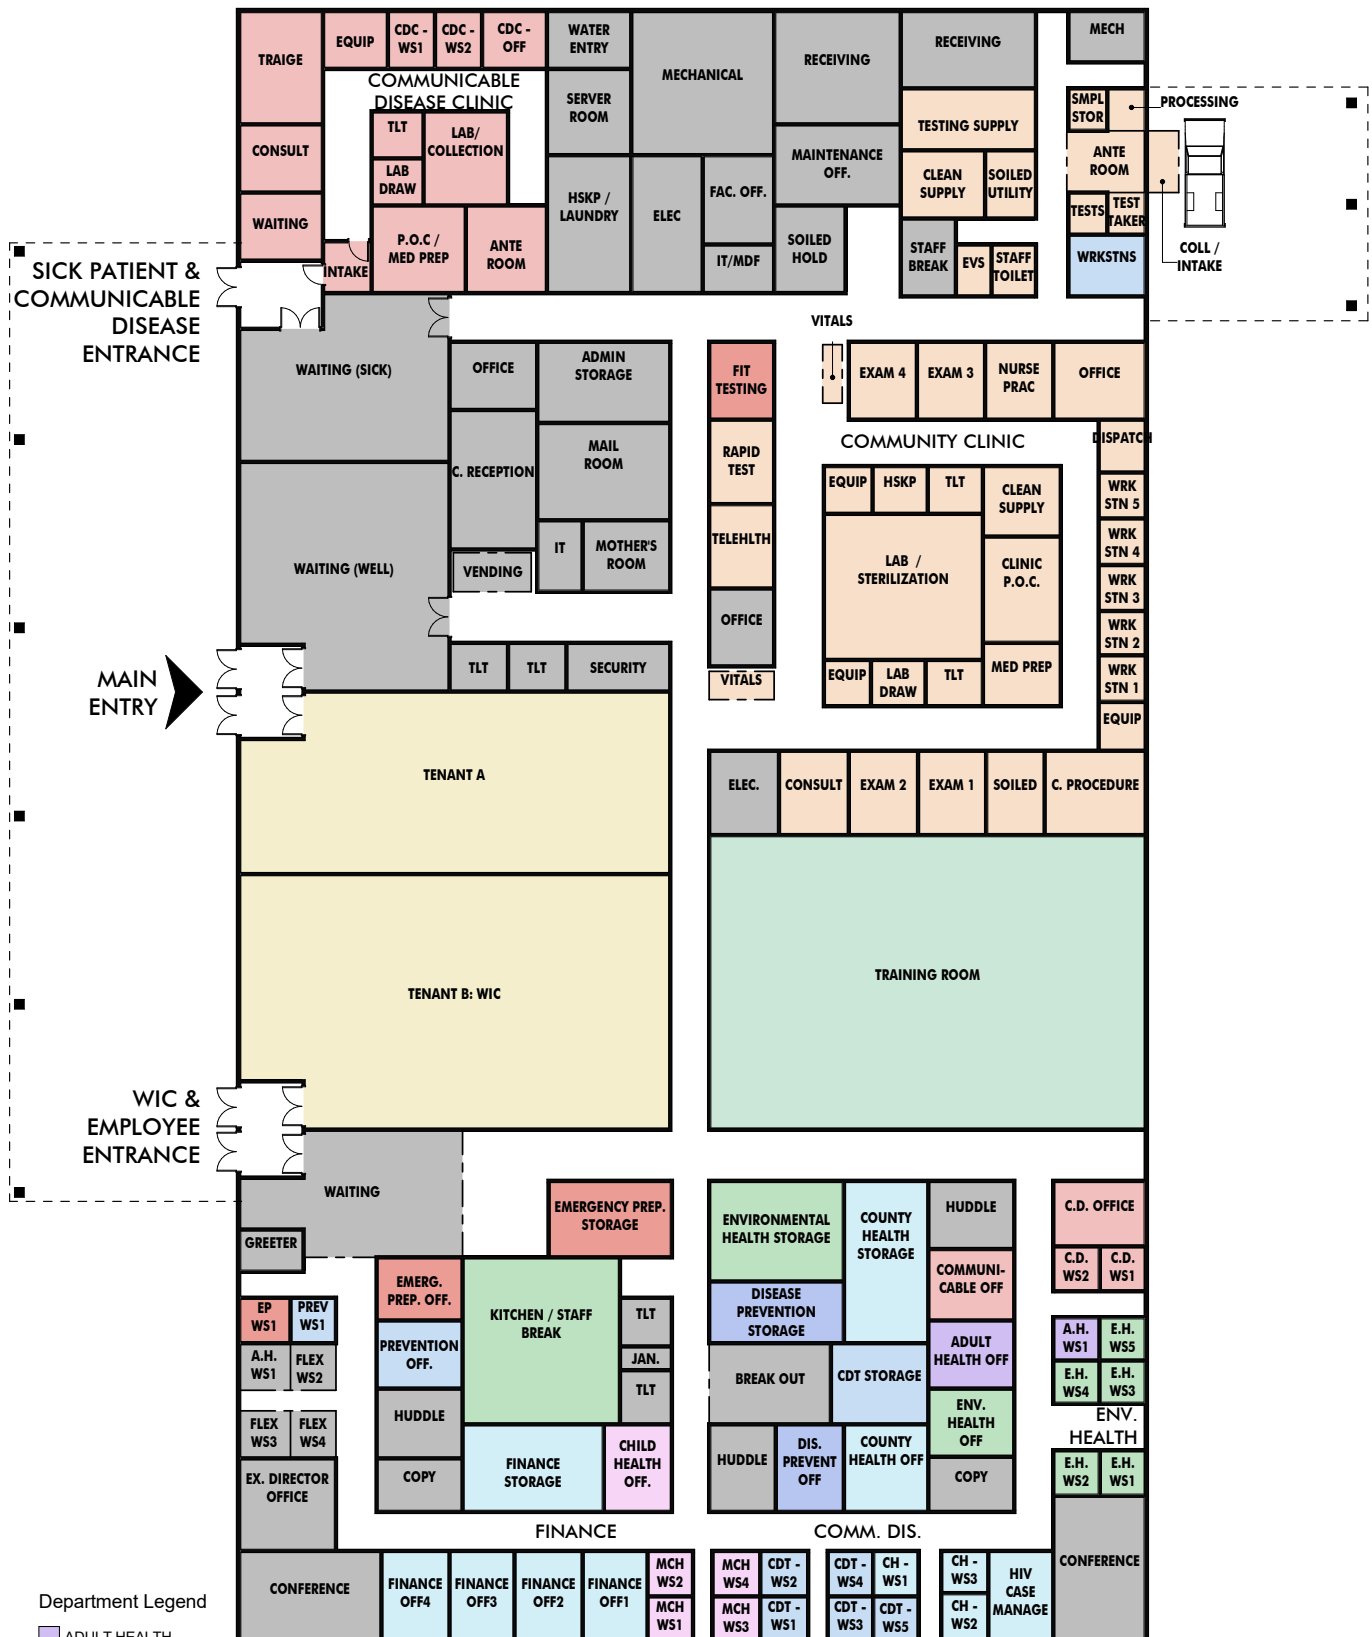 TRAIGE
EQUIP
CDC -
WS1
CDC -
WS2
CDC -
OFF
WATER
ENTRY
MECHANICAL
RECEIVING
RECEIVING
MECH
COMMUNICABLE
DISEASE CLINIC
SERVER
ROOM
TLT
LAB/
COLLECTION
LAB
DRAW
CONSULT
WAITING
TESTING SUPPLY
SMPL
STOR
PROCESSING
ANTE
ROOM
MAINTENANCE
OFF.
CLEAN
SUPPLY
SOILED
UTILITY
TESTS
TEST
TAKER
HSKP /
LAUNDRY
ELEC
FAC. OFF.
IT/MDF
SOILED
HOLD
STAFF
BREAK
EVS
STAFF
TOILET
WRKSTNS
COLL /
INTAKE
INTAKE
P.O.C /
MED PREP
ANTE
ROOM
SICK PATIENT &
COMMUNICABLE
DISEASE
ENTRANCE
WAITING (SICK)
OFFICE
ADMIN
STORAGE
FIT
TESTING
VITALS
EXAM 4
EXAM 3
NURSE
PRAC
OFFICE
C. RECEPTION
MAIL
ROOM
RAPID
TEST
COMMUNITY CLINIC
DISPATCH
EQUIP
HSKP
TLT
CLEAN
SUPPLY
WRK
STN 5
WAITING (WELL)
IT
MOTHER'S
ROOM
VENDING
TELEHLTH
LAB /
STERILIZATION
CLINIC
P.O.C.
WRK
STN 4
WRK
STN 3
OFFICE
WRK
STN 2
MAIN
ENTRY
TLT
TLT
SECURITY
VITALS
EQUIP
LAB
DRAW
TLT
MED PREP
WRK
STN 1
EQUIP
TENANT A
ELEC.
CONSULT
EXAM 2
EXAM 1
SOILED
C. PROCEDURE
TENANT B: WIC
TRAINING ROOM
WIC &
EMPLOYEE
ENTRANCE
WAITING
GREETER
EMERGENCY PREP.
STORAGE
ENVIRONMENTAL
HEALTH STORAGE
COUNTY
HEALTH
STORAGE
HUDDLE
C.D. OFFICE
C.D.
WS2
C.D.
WS1
EMERG.
PREP. OFF.
KITCHEN / STAFF
BREAK
DISEASE
PREVENTION
STORAGE
COMMUNI-
CABLE OFF
EP
WS1
PREV
WS1
TLT
A.H.
WS1
E.H.
WS5
PREVENTION
OFF.
JAN.
ADULT
HEALTH OFF
A.H.
WS1
FLEX
WS2
TLT
BREAK OUT
CDT STORAGE
E.H.
WS4
E.H.
WS3
HUDDLE
ENV.
HEALTH
OFF
ENV.
HEALTH
FLEX
WS3
FLEX
WS4
COPY
FINANCE
STORAGE
CHILD
HEALTH
OFF.
HUDDLE
DIS.
PREVENT
OFF
COUNTY
HEALTH OFF
COPY
E.H.
WS2
E.H.
WS1
EX. DIRECTOR
OFFICE
FINANCE
COMM. DIS.
CONFERENCE
FINANCE
OFF4
FINANCE
OFF3
FINANCE
OFF2
FINANCE
OFF1
MCH
WS2
MCH
WS1
MCH
WS4
MCH
WS3
CDT -
WS2
CDT -
WS1
CDT -
WS4
CDT -
WS3
CH -
WS1
CDT -
WS5
CH -
WS3
CH -
WS2
HIV
CASE
MANAGE
CONFERENCE
Department Legend
ADULT HEALTH